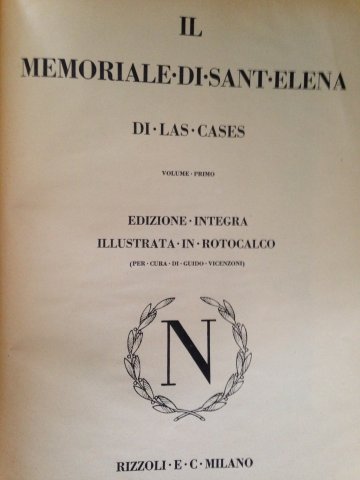 IL
MEMORIALE·DI·SANT·ELENA
DI·LAS·CASES
VOLUME·PRIMO
EDIZIONE·INTEGRA
ILLUSTRATA·IN·ROTOCALCO
(PER·CURA·DI·GUIDO·VICENZONI)
N
RIZZOLI·E·C·MILANO